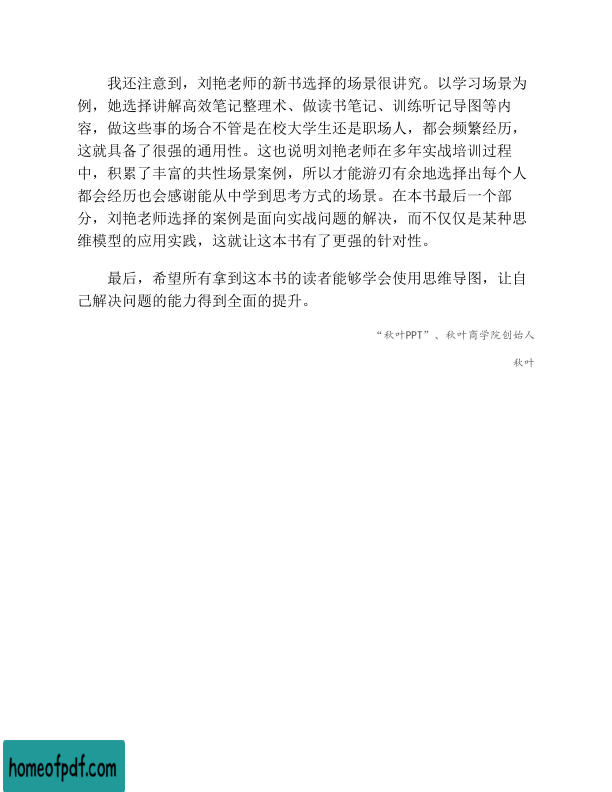 我还注意到，刘艳老师的新书选择的场景很讲究。以学习场景为
例，她选择讲解高效笔记整理术、做读书笔记、训练听记导图等内
容，做这些事的场合不管是在校大学生还是职场人，都会频繁经历，
这就具备了很强的通用性。这也说明刘艳老师在多年实战培训过程
中，积累了丰富的共性场景案例，所以才能游刃有余地选择出每个人
都会经历也会感谢能从中学到思考方式的场景。在本书最后一个部
分，刘艳老师选择的案例是面向实战问题的解决，而不仅仅是某种思
维模型的应用实践，这就让这本书有了更强的针对性。
最后，希望所有拿到这本书的读者能够学会使用思维导图，让自
己解决问题的能力得到全面的提升。
“秋叶PPT”、秋叶商学院创始人
秋叶
homeofpdf.com